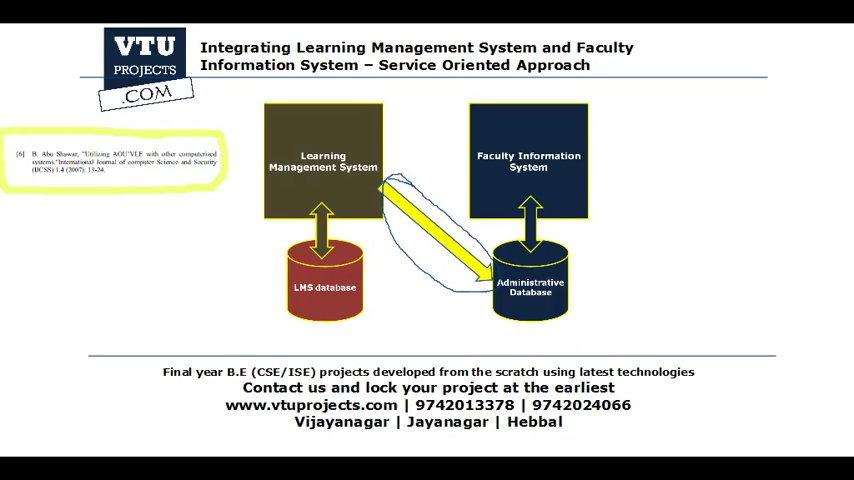 VTU
PROJECTS
.COM
Integrating Learning Management System and Faculty
Information System – Service Oriented Approach
[6] B. Abu Shawar, "Utilizing AOU'VLE with other computerized
systems,"International Journal of computer Science and Security
(IJCSS) 1.4 (2007): 13-24.
Learning
Management System
Faculty Information
System
LMS database
Administrative
Database
Final year B.E (CSE/ISE) projects developed from the scratch using latest technologies
Contact us and lock your project at the earliest
www.vtuprojects.com | 9742013378 | 9742024066
Vijayanagar | Jayanagar | Hebbal